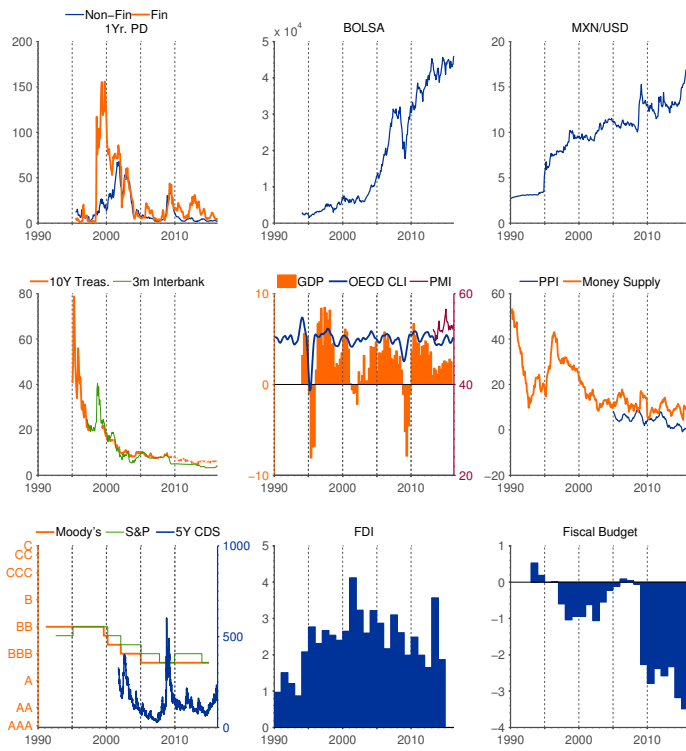 Non-Fin Fin
1Yr. PD
200
150
100
50
0
1990 2000 2010
5 x 10⁴ BOLSA
4
3
2
1
0
1990 2000 2010
MXN/USD
20
15
10
5
0
1990 2000 2010
10Y Treas. 3m Interbank
80
60
40
20
0
1990 2000 2010
GDP OECD CLI PMI
10 60
0 40
−10 20
1990 2000 2010
PPI Money Supply
60
40
20
0
−20
1990 2000 2010
Moody's S&P 5Y CDS
C 1000
CC
CCC
B
BB 500
BBB
A
AA
AAA 0
1990 2000 2010
FDI
5
4
3
2
1
0
1990 2000 2010
Fiscal Budget
1
0
−1
−2
−3
−4
1990 2000 2010